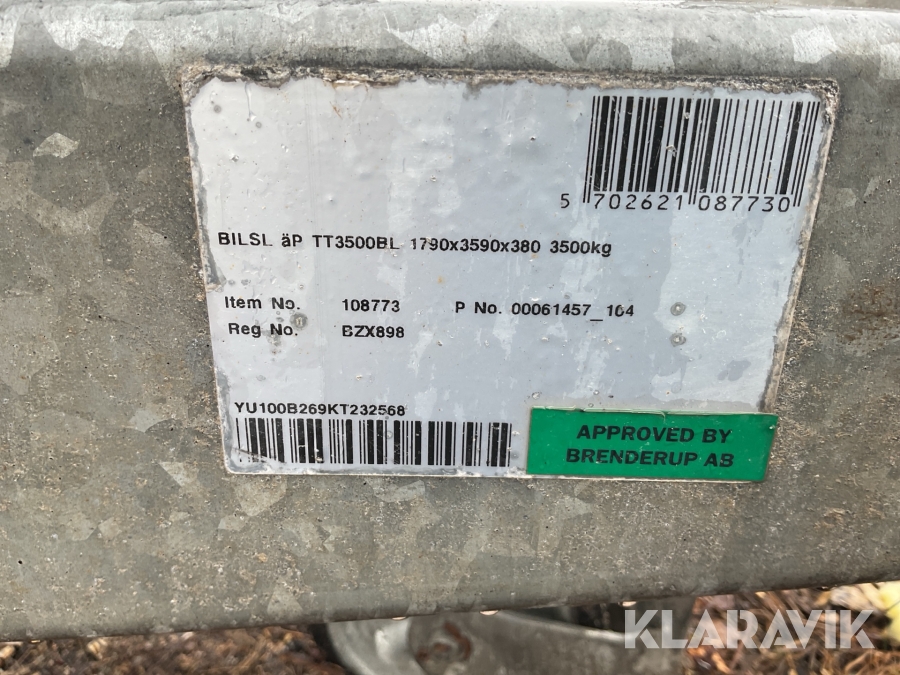 5 702621 087730
BILSL äP TT3500BL 1790x3590x380 3500kg
Item No. 108773 P No. 00061457_104
Reg No. BZX898
YU100B269KT232568
APPROVED BY
BRENDERUP AB
KLARAVIK